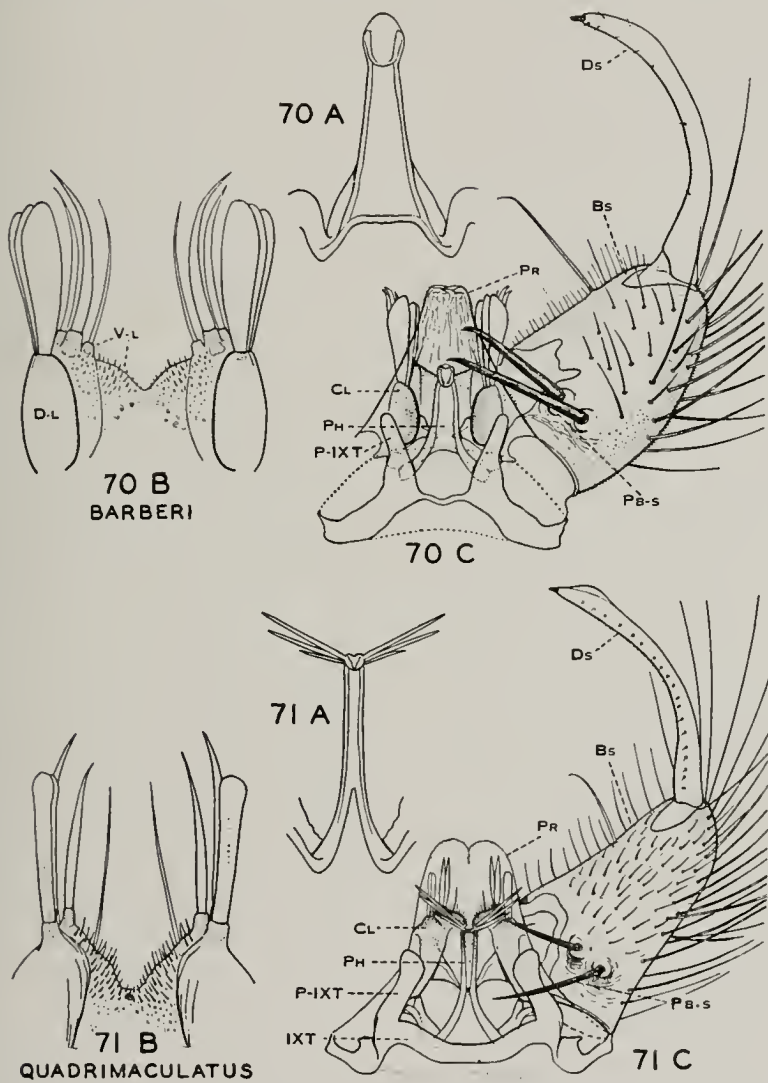 70 A
Ds
Bs
PR
V-L
D-L
CL
PH
P-IXT
PB-S
70 B
BARBERI
70 C
71 A
Ds
Bs
PR
CL
PH
P-IXT
IXT
PB-S
71 B
QUADRIMACULATUS
71 C